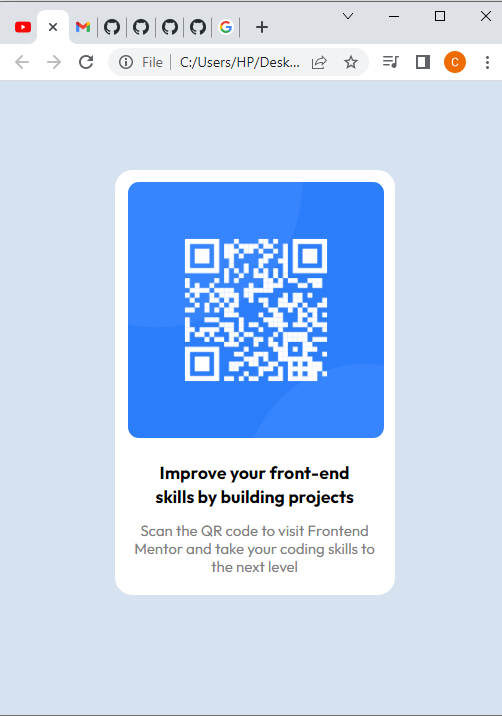 File
C:/Users/HP/Desk...
C
Improve your front-end
skills by building projects
Scan the QR code to visit Frontend
Mentor and take your coding skills to
the next level